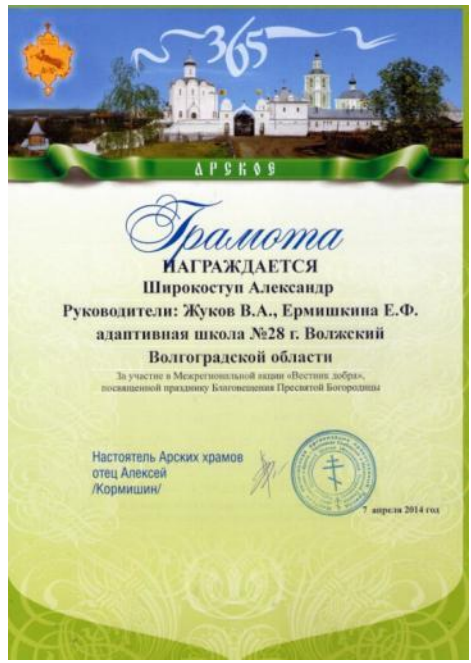 365
АРСКОЕ
Грамота
НАГРАЖДАЕТСЯ
Широкоступ Александр
Руководители: Жуков В.А., Ермишкина Е.Ф.
адаптивная школа №28 г. Волжский
Волгоградской области
За участие в Межрегиональной акции «Вестник добра»,
посвященной празднику Благовещения Пресвятой Богородицы
Настоятель Арских храмов
отец Алексей
/Кормишин/
7 апреля 2014 год